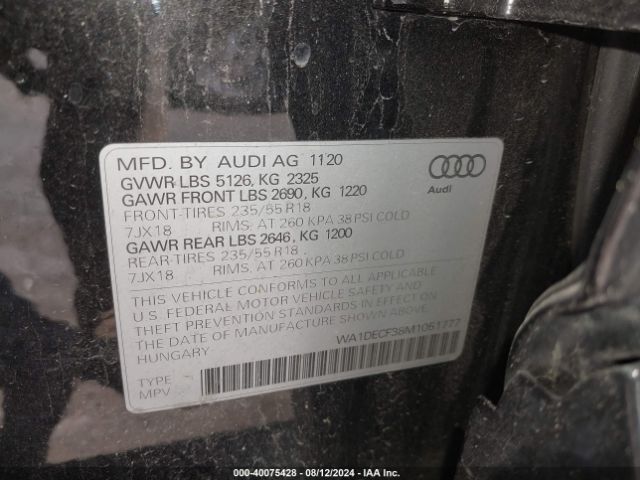 MFD. BY AUDI AG 1120
GVWR LBS 5126, KG 2325
GAWR FRONT LBS 2690, KG 1220
FRONT-TIRES 235/55 R18
7JX18 RIMS. AT 260 KPA 38 PSI COLD
GAWR REAR LBS 2646, KG 1200
REAR-TIRES 235/55 R18
7JX18 RIMS. AT 260 KPA 38 PSI COLD
THIS VEHICLE CONFORMS TO ALL APPLICABLE
U.S. FEDERAL MOTOR VEHICLE SAFETY AND
THEFT PREVENTION STANDARDS IN EFFECT ON
THE DATE OF MANUFACTURE SHOWN ABOVE
HUNGARY
WA1DECF38M1061777
TYPE
MPV
Audi
000-40075428 - 08/12/2024 - IAA Inc.